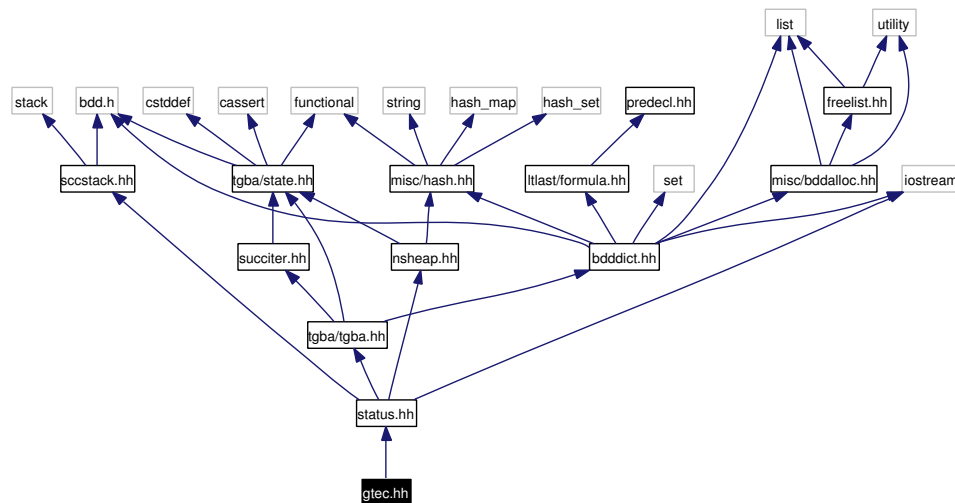 list
utility
stack
bdd.h
cstddef
cassert
functional
string
hash_map
hash_set
predecl.hh
freelist.hh
sccstack.hh
tgba/state.hh
misc/hash.hh
ltlast/formula.hh
set
misc/bddalloc.hh
iostream
succiter.hh
nsheap.hh
bdddict.hh
tgba/tgba.hh
status.hh
gtec.hh